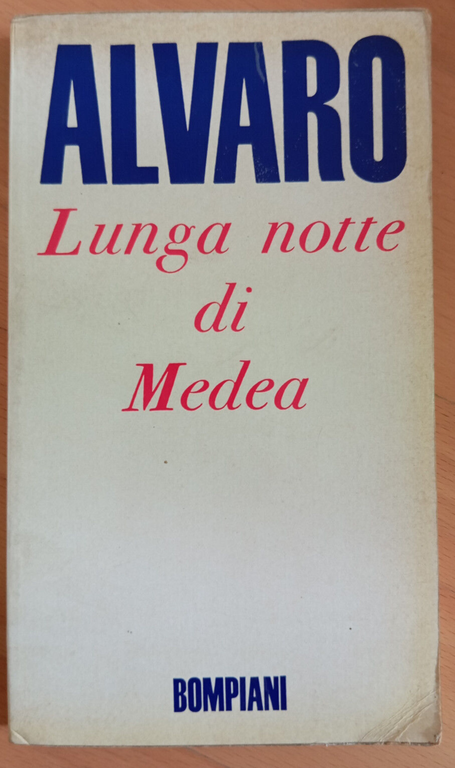 ALVARO
Lunga notte
di
Medea
BOMPIANI